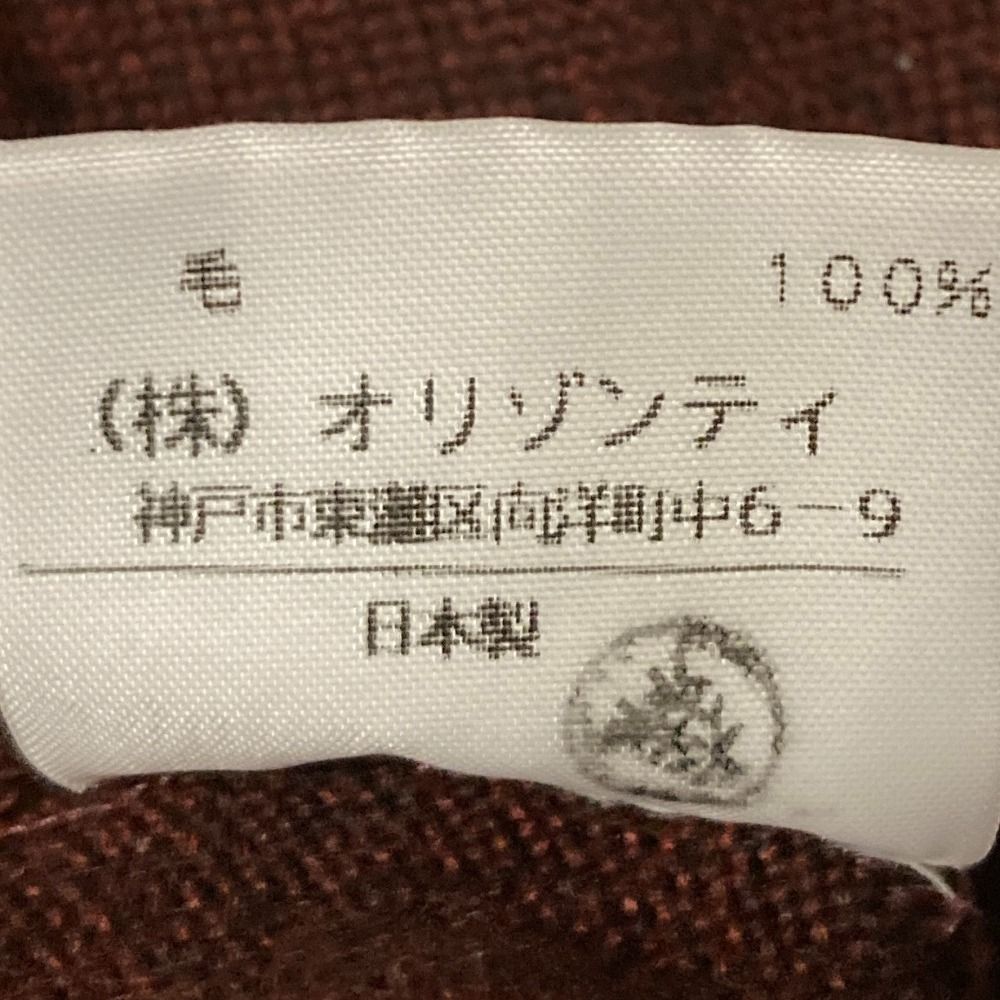 毛 100%
(株) オリゾンティ
神戸市東灘区向洋町中6-9
日本製